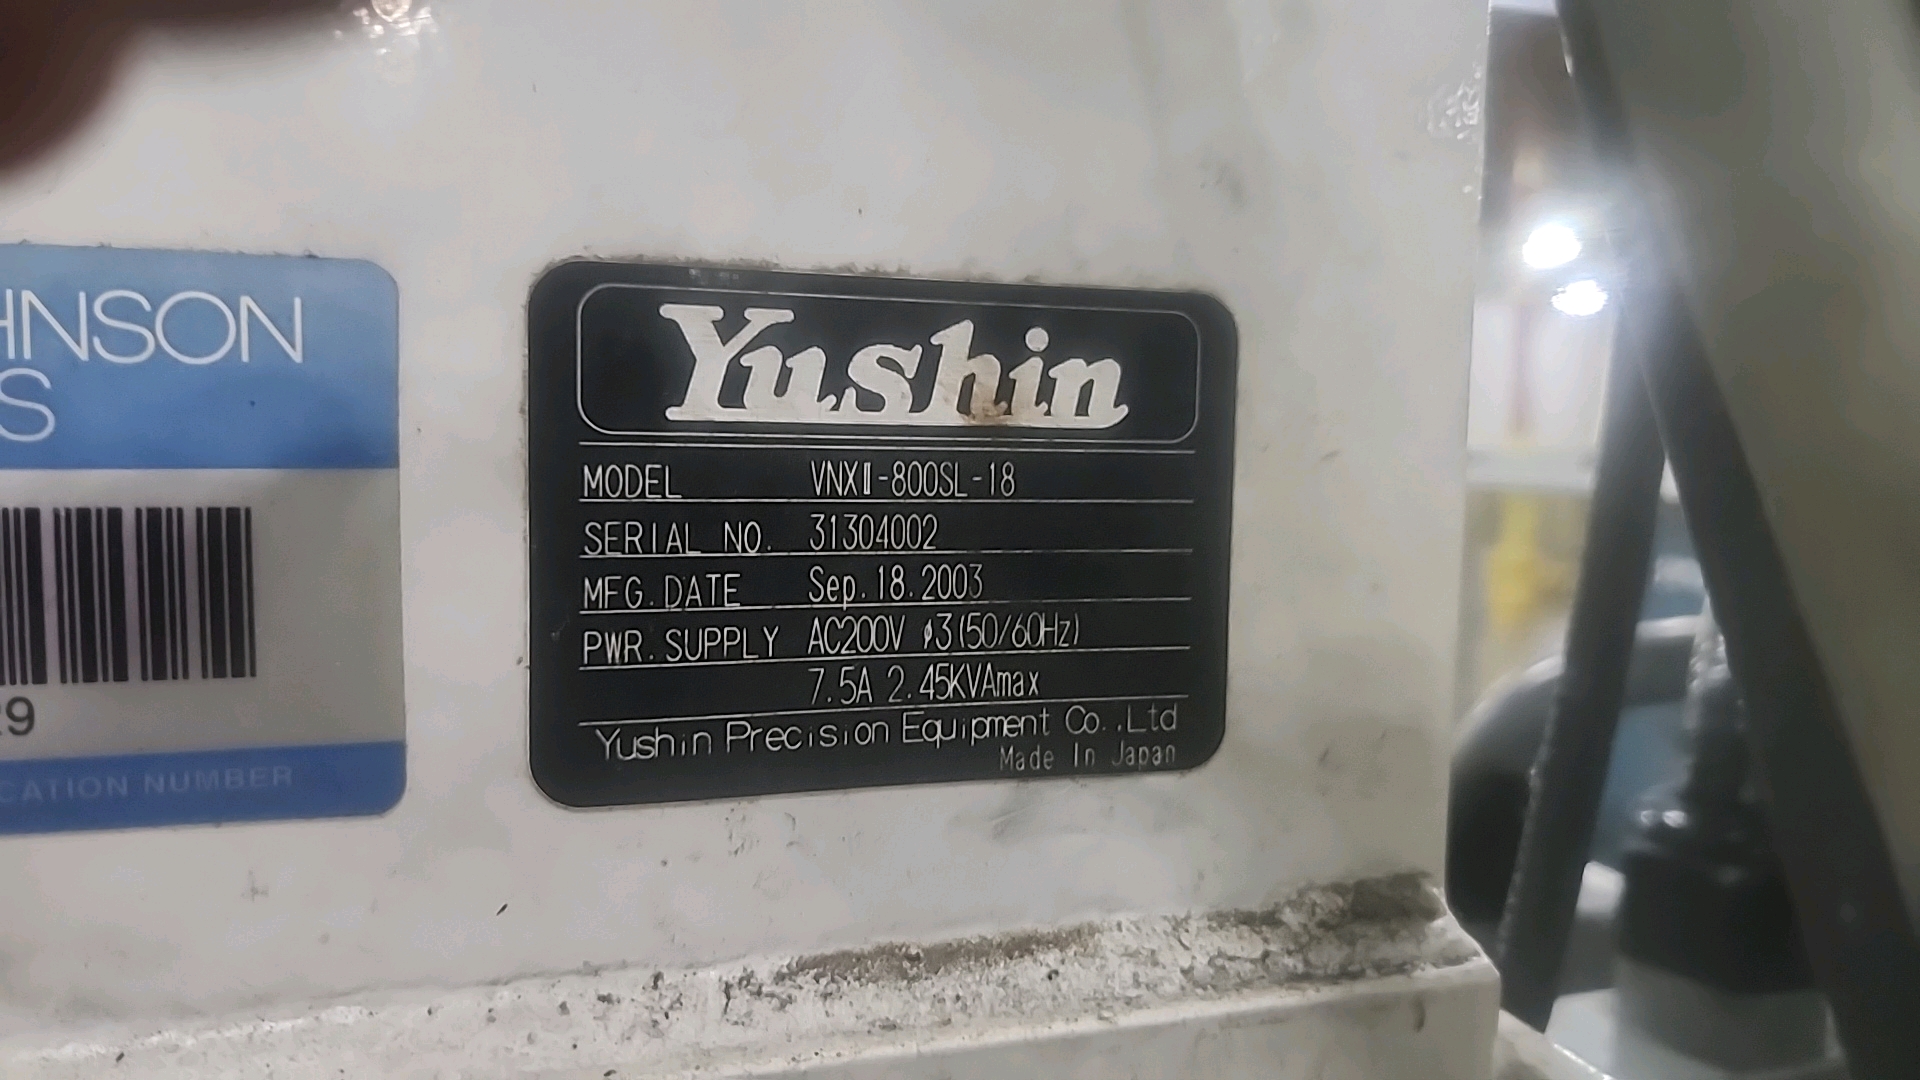 HNSON
S
29
CATION NUMBER
Yushin
MODEL VNXⅡ-800SL-18
SERIAL NO. 31304002
MFG.DATE Sep.18.2003
PWR.SUPPLY AC200V φ3(50/60Hz)
7.5A 2.45KVAmax
Yushin Precision Equipment Co.,Ltd
Made In Japan